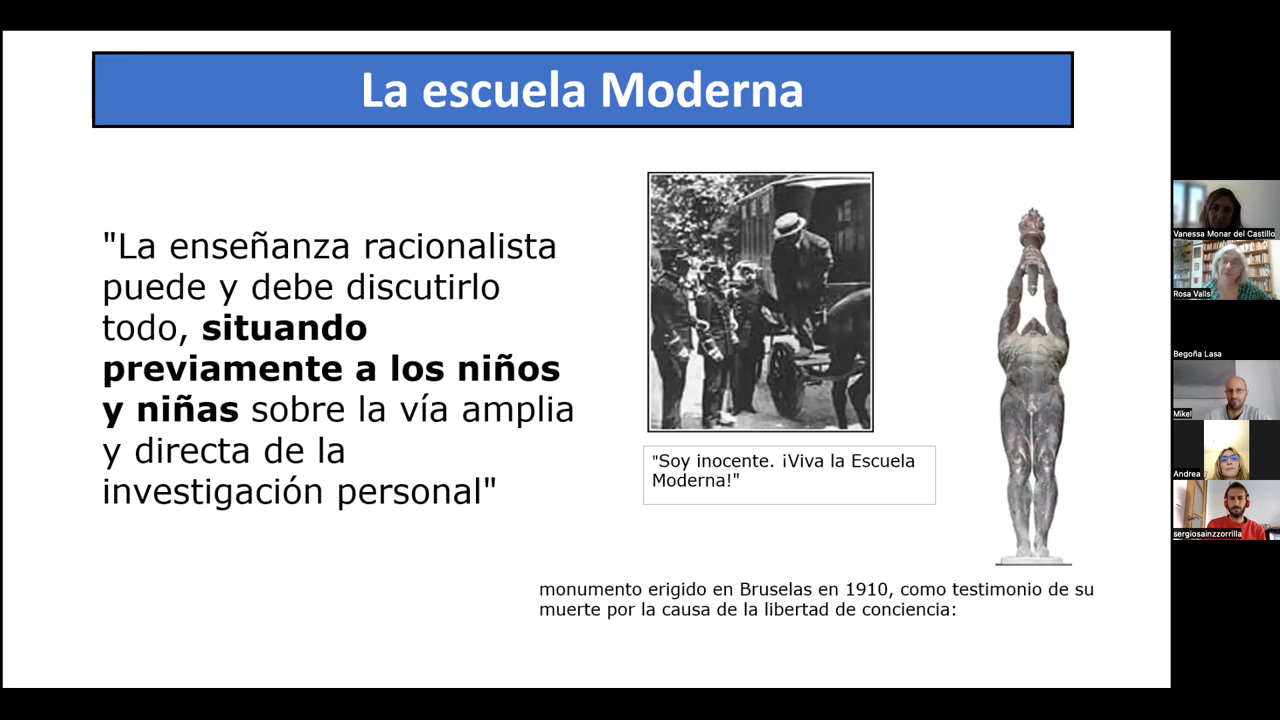 La escuela Moderna
"La enseñanza racionalista
puede y debe discutirlo
todo, situando
previamente a los niños
y niñas sobre la vía amplia
y directa de la
investigación personal"
"Soy inocente. ¡Viva la Escuela
Moderna!"
monumento erigido en Bruselas en 1910, como testimonio de su
muerte por la causa de la libertad de conciencia:
Vanessa Monar del Castillo
Rosa Valls
Begoña Lasa
Mikel
Andrea
sergiosainzzorrilla